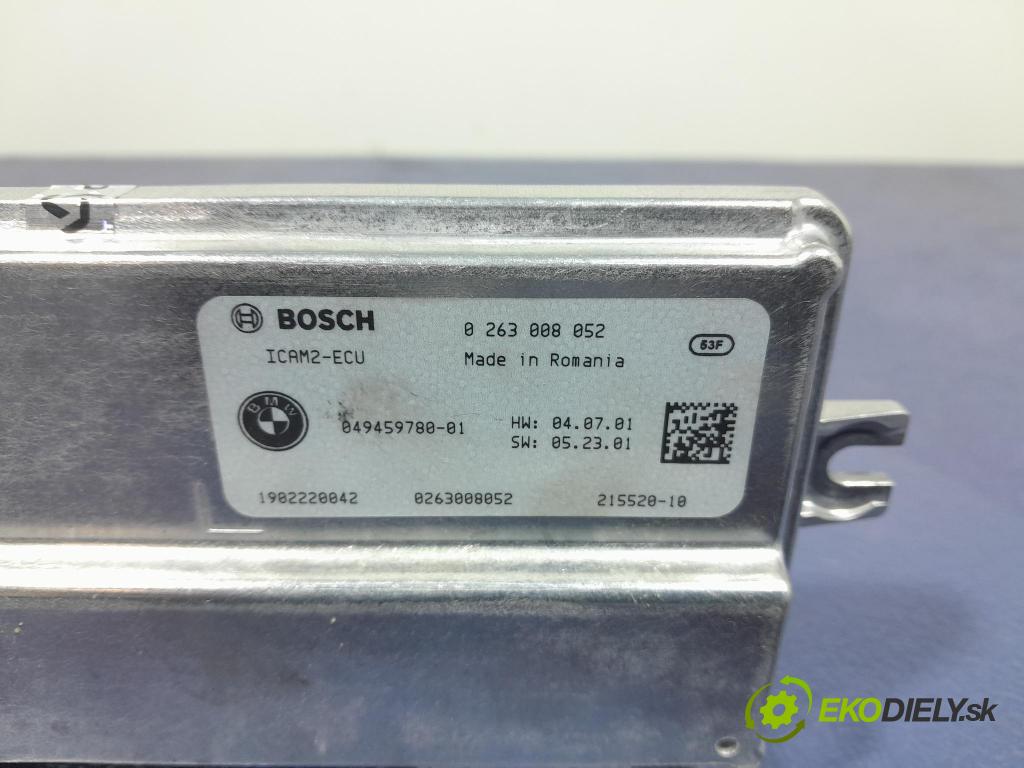 BOSCH 0 263 008 052
53F
ICAM2-ECU Made in Romania
BMW
049459780-01 HW: 04.07.01
SW: 05.23.01
1902220042 0263008052 215520-10
EKODIELY.sk